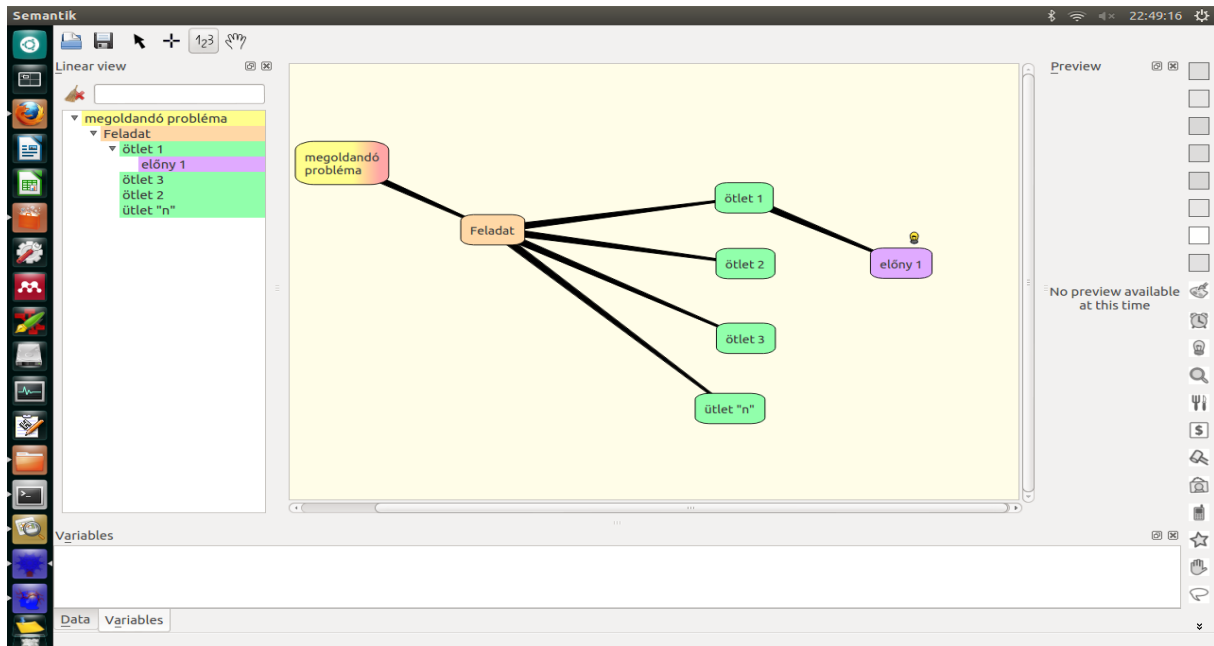 Semantik
22:49:16
123
Linear view
Preview
megoldandó probléma
Feladat
ötlet 1
előny 1
ötlet 3
ötlet 2
ütlet "n"
megoldandó
probléma
Feladat
ötlet 1
ötlet 2
előny 1
ötlet 3
ütlet "n"
No preview available
at this time
$
Variables
Data
Variables